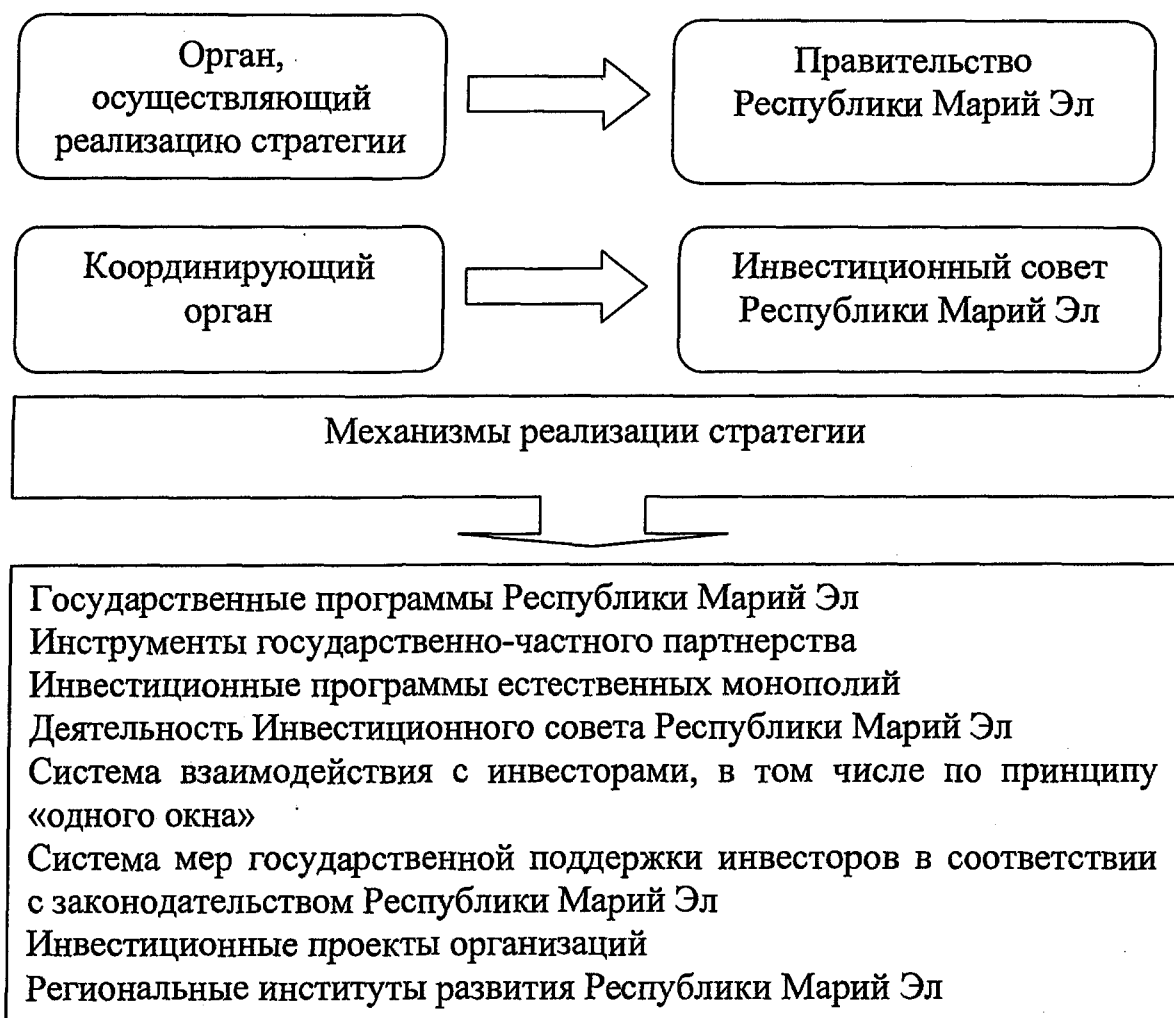 Орган,
осуществляющий
реализацию стратегии
Правительство
Республики Марий Эл
Координирующий
орган
Инвестиционный совет
Республики Марий Эл
Механизмы реализации стратегии
Государственные программы Республики Марий Эл
Инструменты государственно-частного партнерства
Инвестиционные программы естественных монополий
Деятельность Инвестиционного совета Республики Марий Эл
Система взаимодействия с инвесторами, в том числе по принципу
«одного окна»
Система мер государственной поддержки инвесторов в соответствии
с законодательством Республики Марий Эл
Инвестиционные проекты организаций
Региональные институты развития Республики Марий Эл